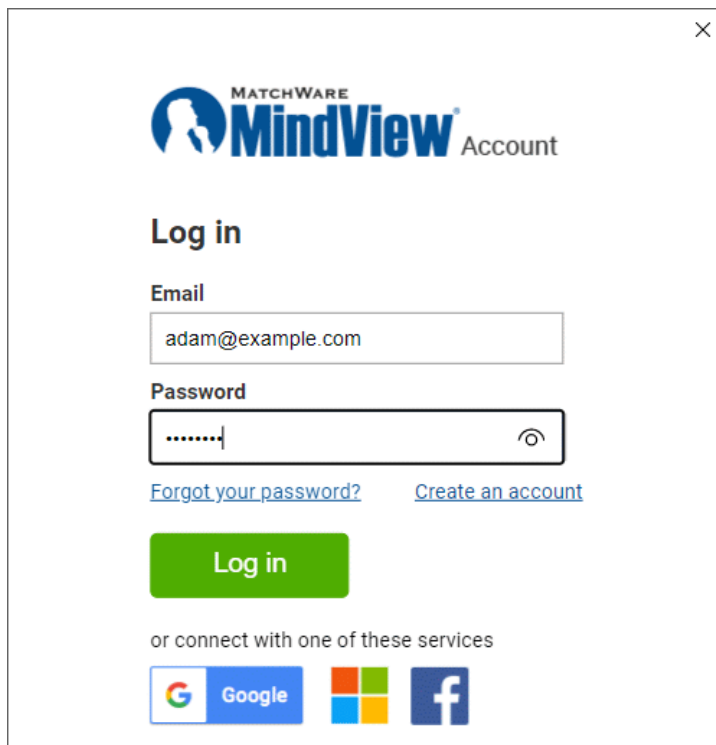 MATCHWARE
MindView® Account
Log in
Email
adam@example.com
Password
••••••••
Forgot your password? Create an account
Log in
or connect with one of these services
G Google f